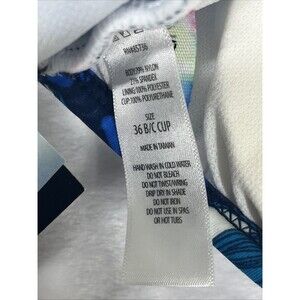 BODY:79% NYLON
21% SPANDEX
LINING:100% POLYESTER
CUP:100% POLYURETHANE
SIZE
36 B/C CUP
MADE IN TAIWAN
HAND WASH IN COLD WATER
DO NOT BLEACH
DO NOT TWIST/WRING
DRIP DRY IN SHADE
DO NOT IRON
DO NOT USE IN SPAS
OR HOT TUBS